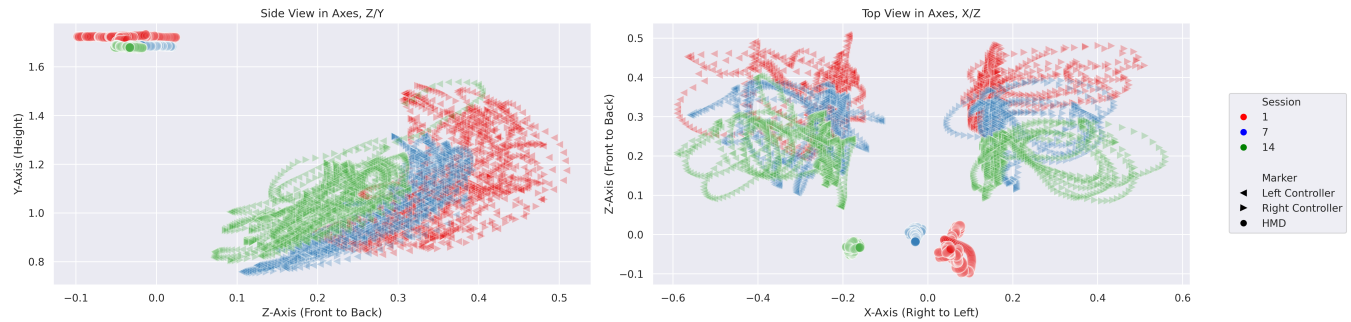 Side View in Axes, Z/Y
Y-Axis (Height)
1.6
1.4
1.2
1.0
0.8
−0.1
0.0
0.1
0.2
0.3
0.4
0.5
Z-Axis (Front to Back)
Top View in Axes, X/Z
Z-Axis (Front to Back)
0.5
0.4
0.3
0.2
0.1
0.0
−0.1
−0.6
−0.4
−0.2
0.0
0.2
0.4
0.6
X-Axis (Right to Left)
Session
1
7
14
Marker
Left Controller
Right Controller
HMD